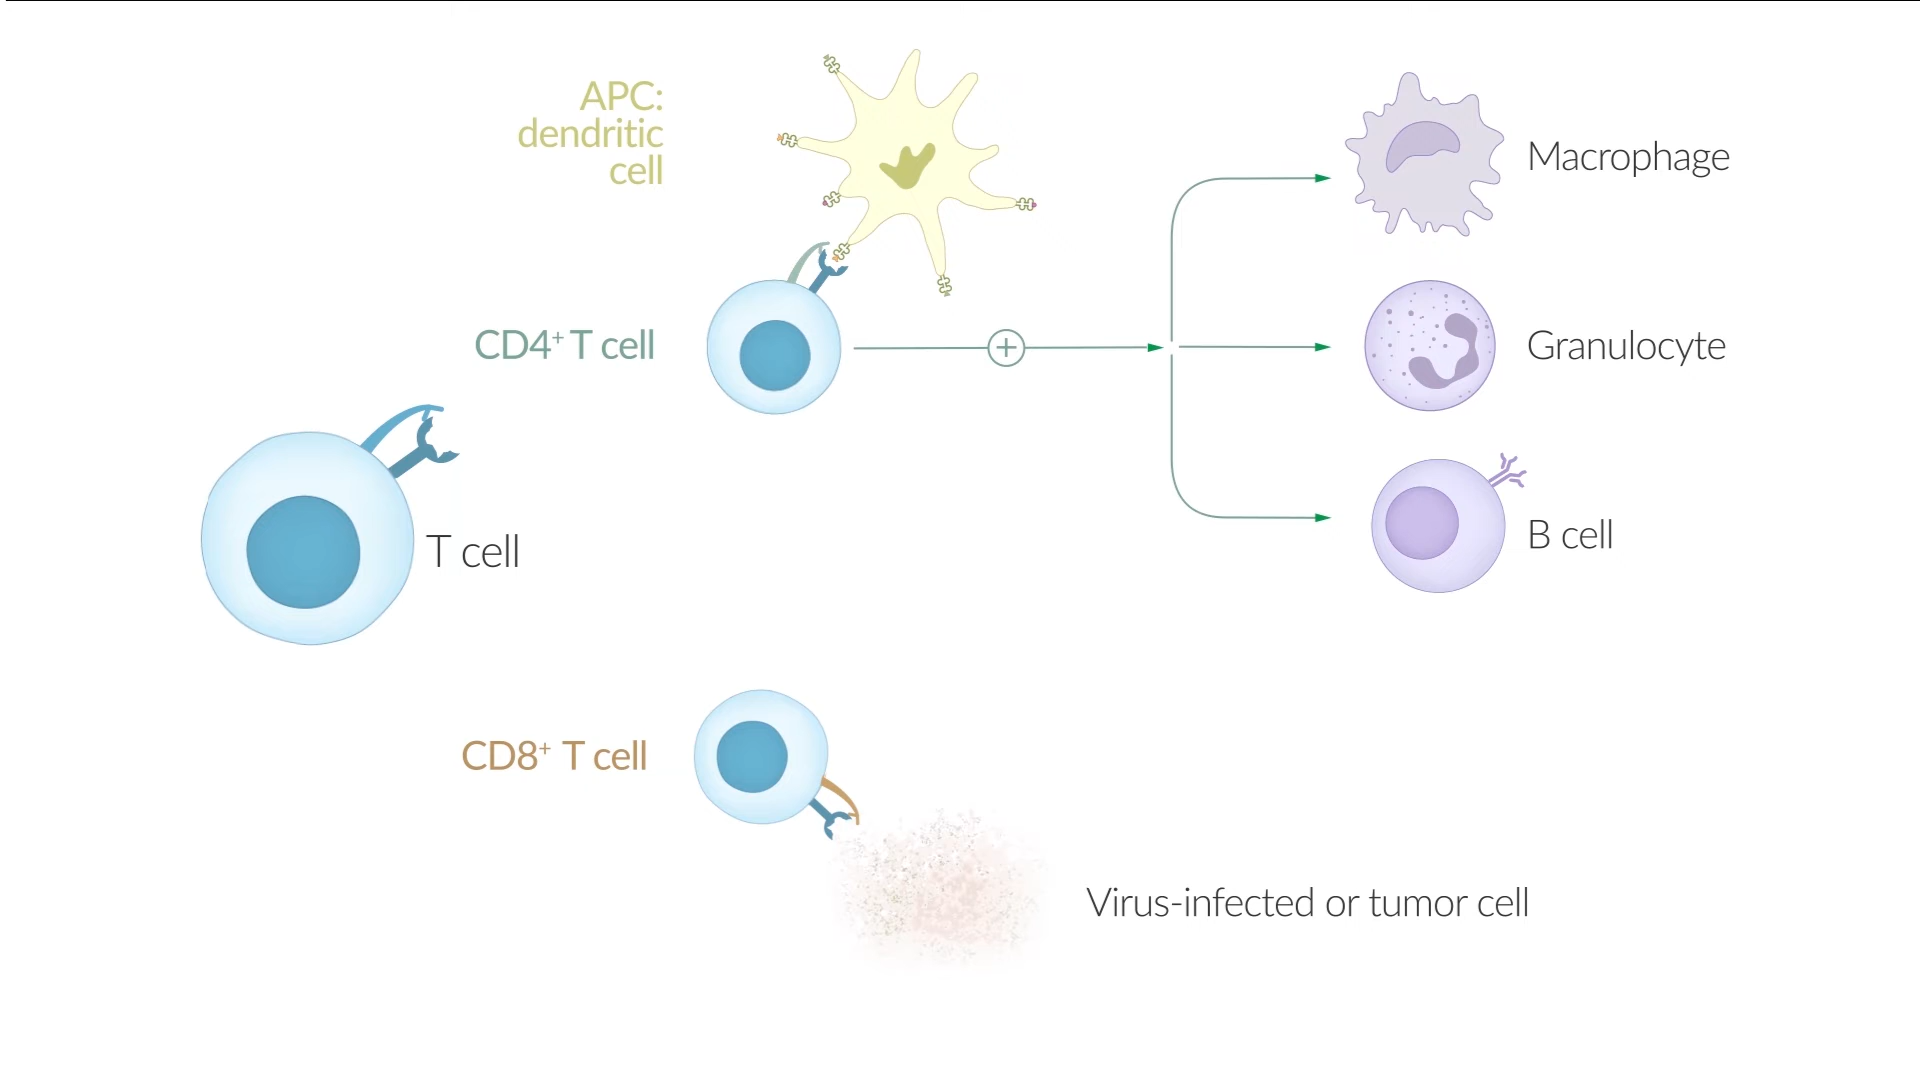 APC:
dendritic
cell
Macrophage
CD4⁺ T cell
Granulocyte
T cell
B cell
CD8⁺ T cell
Virus-infected or tumor cell